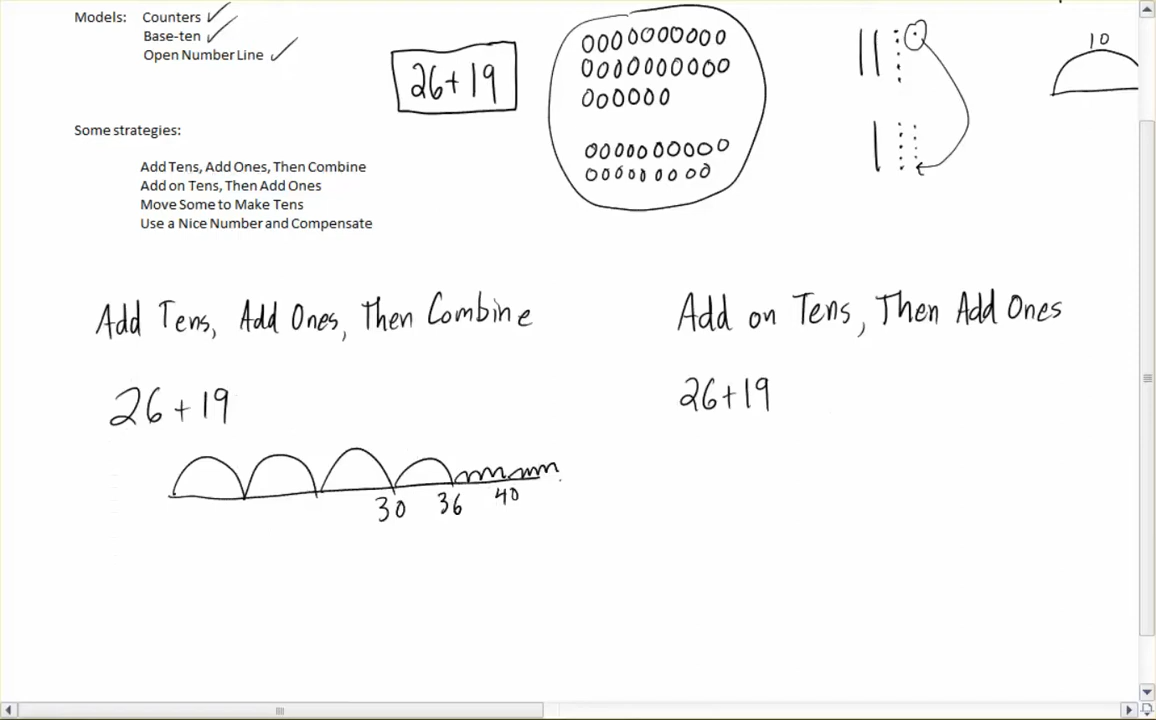 Models: Counters
Base-ten
Open Number Line
26+19
10
Some strategies:
Add Tens, Add Ones, Then Combine
Add on Tens, Then Add Ones
Move Some to Make Tens
Use a Nice Number and Compensate
Add Tens, Add Ones, Then Combine
26+19
30 36 40
Add on Tens, Then Add Ones
26+19